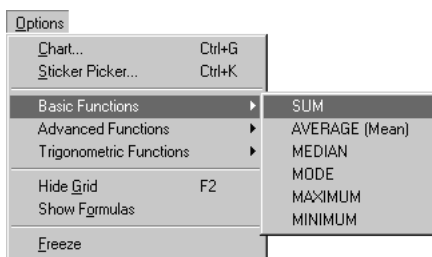 Options
Chart... Ctrl+G
Sticker Picker... Ctrl+K
Basic Functions
Advanced Functions
Trigonometric Functions
Hide Grid F2
Show Formulas
Freeze
SUM
AVERAGE (Mean)
MEDIAN
MODE
MAXIMUM
MINIMUM